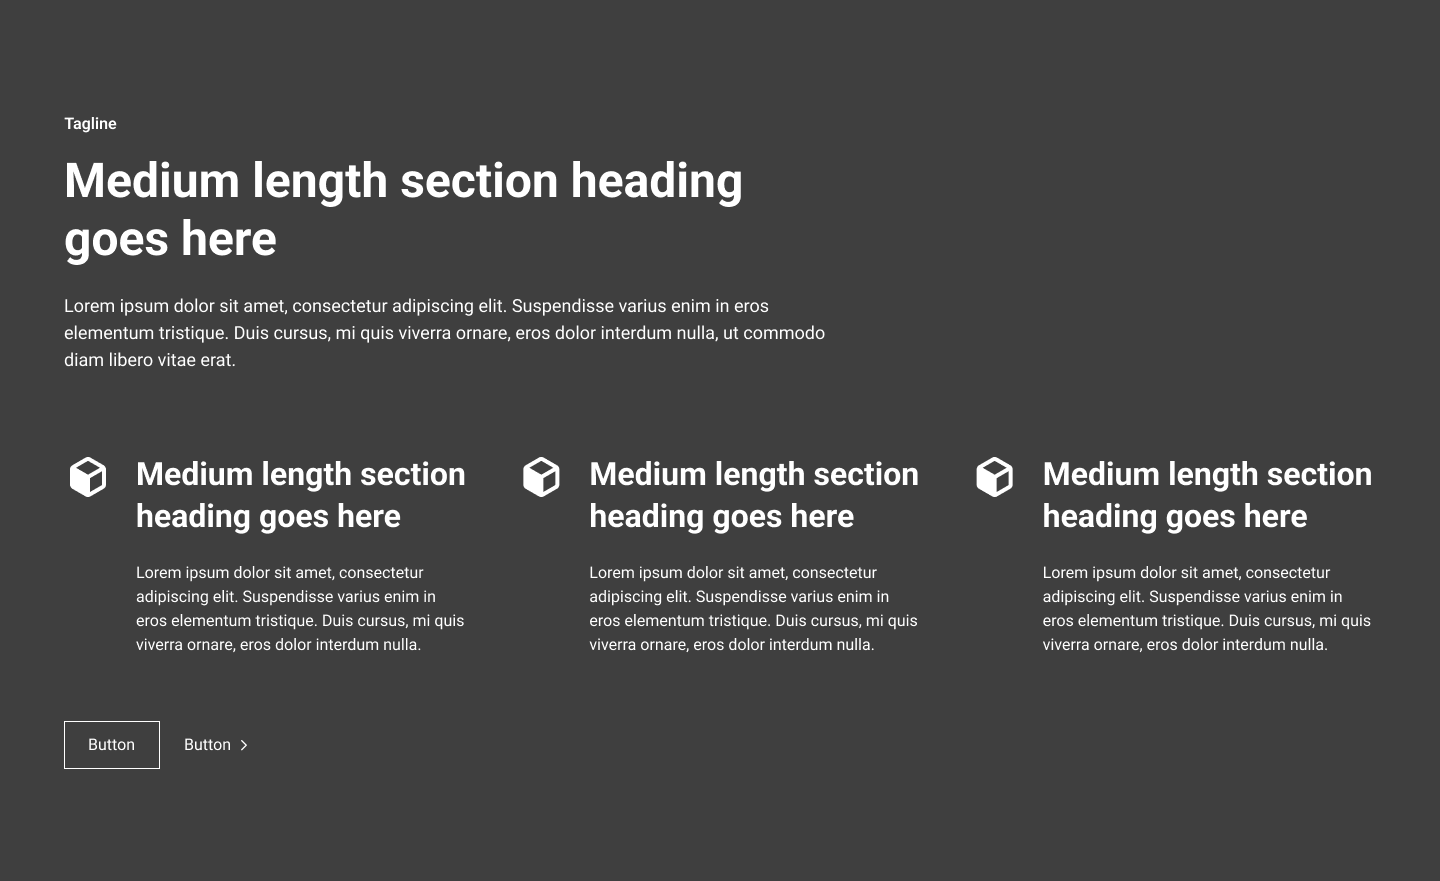 Tagline
Medium length section heading
goes here
Lorem ipsum dolor sit amet, consectetur adipiscing elit. Suspendisse varius enim in eros
elementum tristique. Duis cursus, mi quis viverra ornare, eros dolor interdum nulla, ut commodo
diam libero vitae erat.
Medium length section
heading goes here
Lorem ipsum dolor sit amet, consectetur
adipiscing elit. Suspendisse varius enim in
eros elementum tristique. Duis cursus, mi quis
viverra ornare, eros dolor interdum nulla.
Medium length section
heading goes here
Lorem ipsum dolor sit amet, consectetur
adipiscing elit. Suspendisse varius enim in
eros elementum tristique. Duis cursus, mi quis
viverra ornare, eros dolor interdum nulla.
Medium length section
heading goes here
Lorem ipsum dolor sit amet, consectetur
adipiscing elit. Suspendisse varius enim in
eros elementum tristique. Duis cursus, mi quis
viverra ornare, eros dolor interdum nulla.
Button
Button